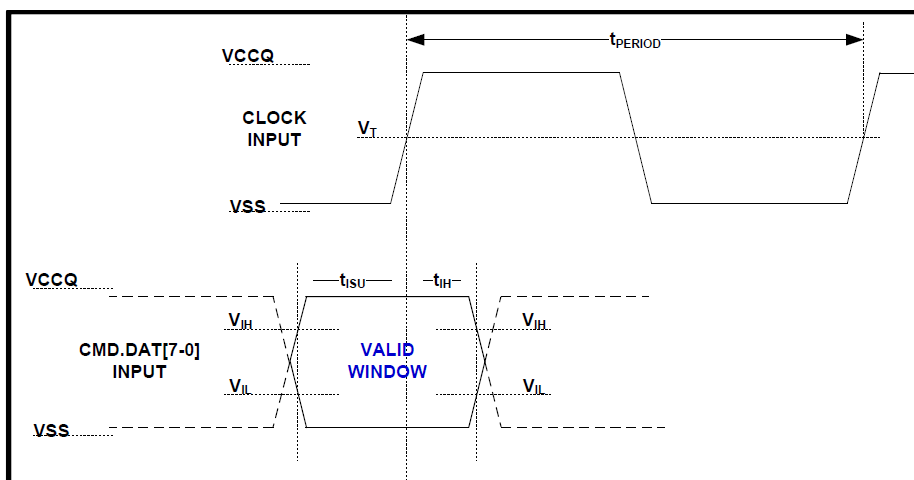 tPERIOD
VCCQ
CLOCK
INPUT
VT
VSS
VCCQ
tISU
tIH
VIH
VIH
CMD.DAT[7-0]
INPUT
VALID
WINDOW
VIL
VIL
VSS